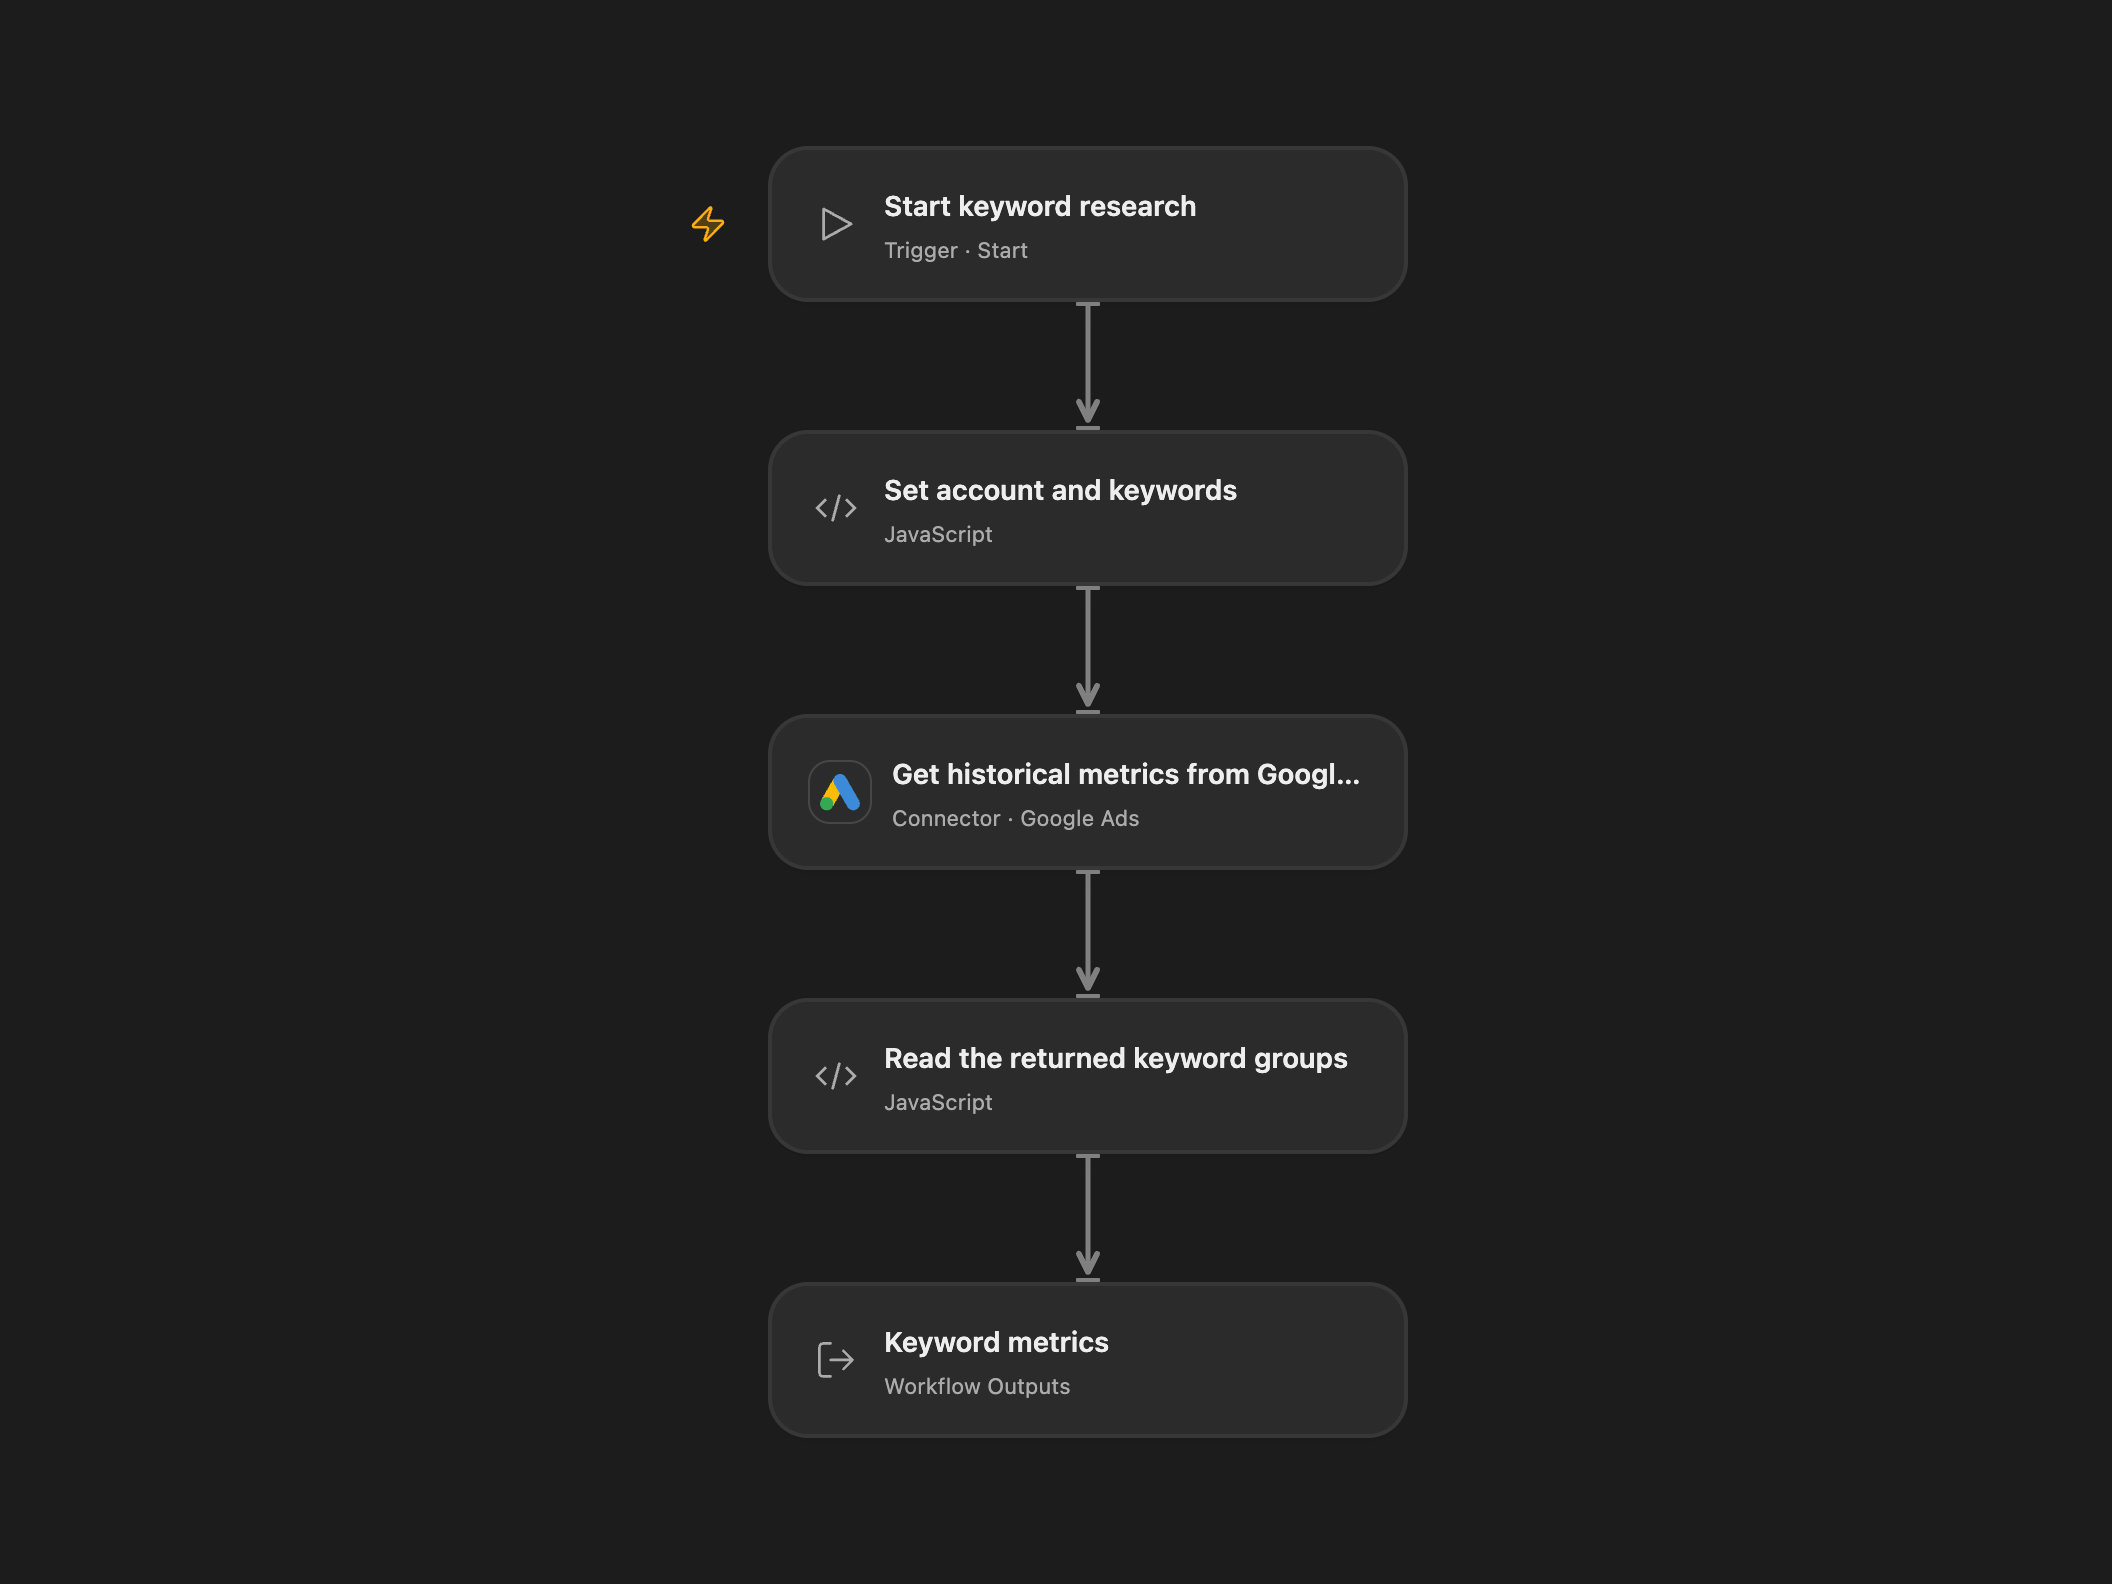 Start keyword research
Trigger · Start
Set account and keywords
JavaScript
Get historical metrics from Googl...
Connector · Google Ads
Read the returned keyword groups
JavaScript
Keyword metrics
Workflow Outputs